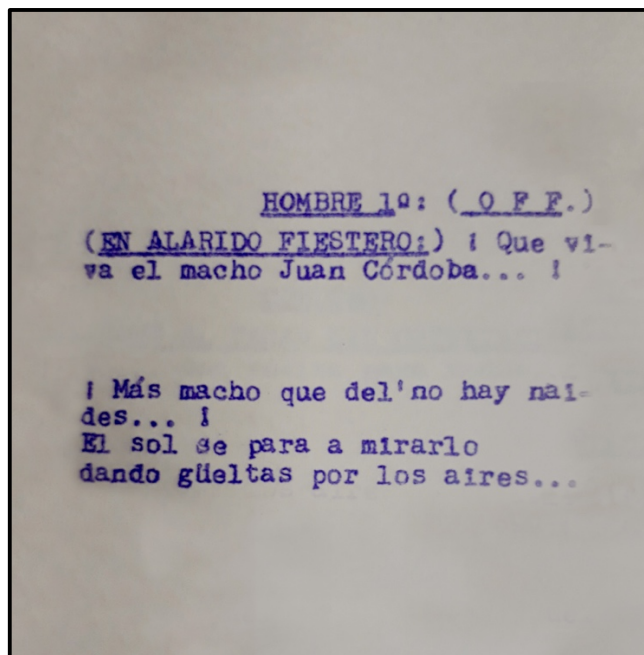 HOMBRE 1º: ( O F F.)
(EN ALARIDO FIESTERO:) ¡ Que vi-
va el macho Juan Córdoba... !
¡ Más macho que del'no hay nai-
des... !
El sol se para a mirarlo
dando güeltas por los aires...